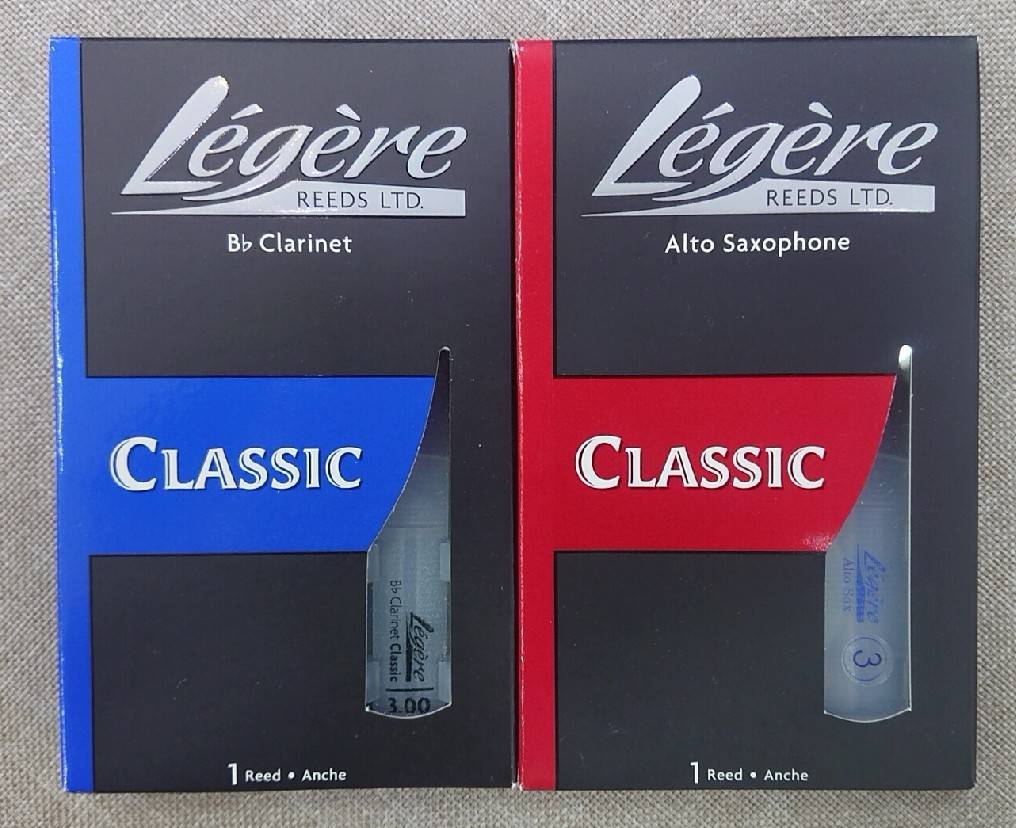 Légère
REEDS LTD.
B♭ Clarinet
CLASSIC
B♭ Clarinet Classic
Légère
3.00
1 Reed • Anche
Légère
REEDS LTD.
Alto Saxophone
CLASSIC
Légère
Alto Sax
3
1 Reed • Anche